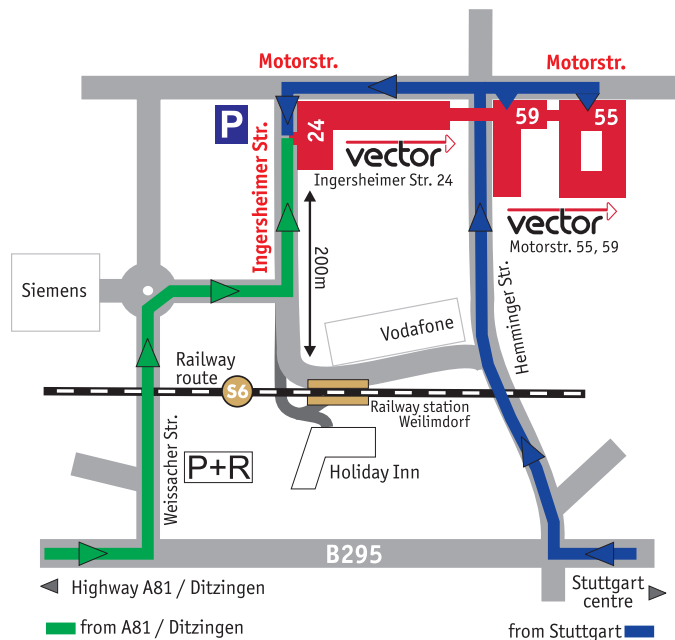 Motorstr.
Motorstr.
P
Ingersheimer Str.
24
59
55
vector
Ingersheimer Str. 24
vector
Motorstr. 55, 59
200m
Hemminger Str.
Siemens
Vodafone
Railway
route
S6
Railway station
Weilimdorf
Weissacher Str.
P+R
Holiday Inn
B295
Highway A81 / Ditzingen
Stuttgart
centre
from A81 / Ditzingen
from Stuttgart